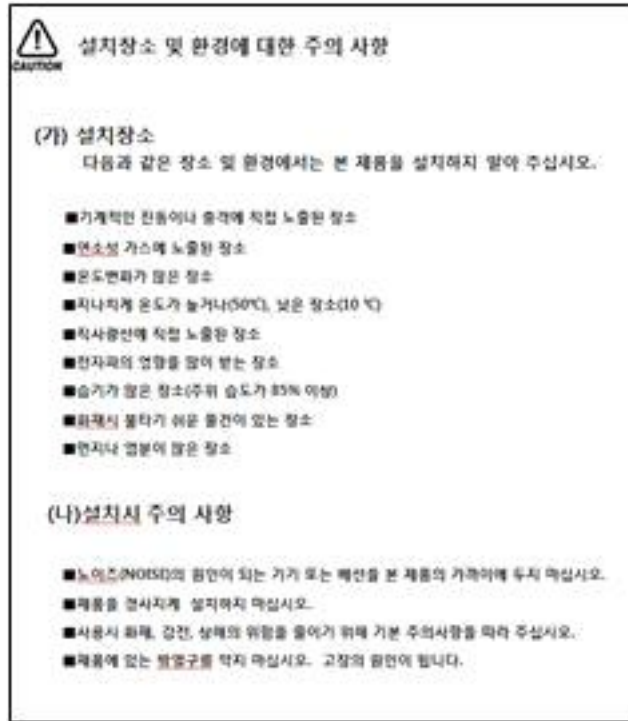 CAUTION
설치장소 및 환경에 대한 주의 사항
(가) 설치장소
다음과 같은 장소 및 환경에서는 본 제품을 설치하지 말아 주십시오.
■기계적인 진동이나 충격에 직접 노출된 장소
■연소성 가스에 노출된 장소
■온도변화가 많은 장소
■지나치게 온도가 높거나(50℃), 낮은 장소(10 ℃)
■직사광선에 직접 노출된 장소
■전자파의 영향을 많이 받는 장소
■습기가 많은 장소(주위 습도가 85% 이상)
■화재시 불타기 쉬운 물건이 있는 장소
■먼지나 염분이 많은 장소
(나)설치시 주의 사항
■노이즈(NOISE)의 원인이 되는 기기 또는 배선을 본 제품의 가까이에 두지 마십시오.
■제품을 경사지게 설치하지 마십시오.
■사용시 화재, 감전, 상해의 위험을 줄이기 위해 기본 주의사항을 따라 주십시오.
■제품에 있는 방열구를 막지 마십시오. 고장의 원인이 됩니다.